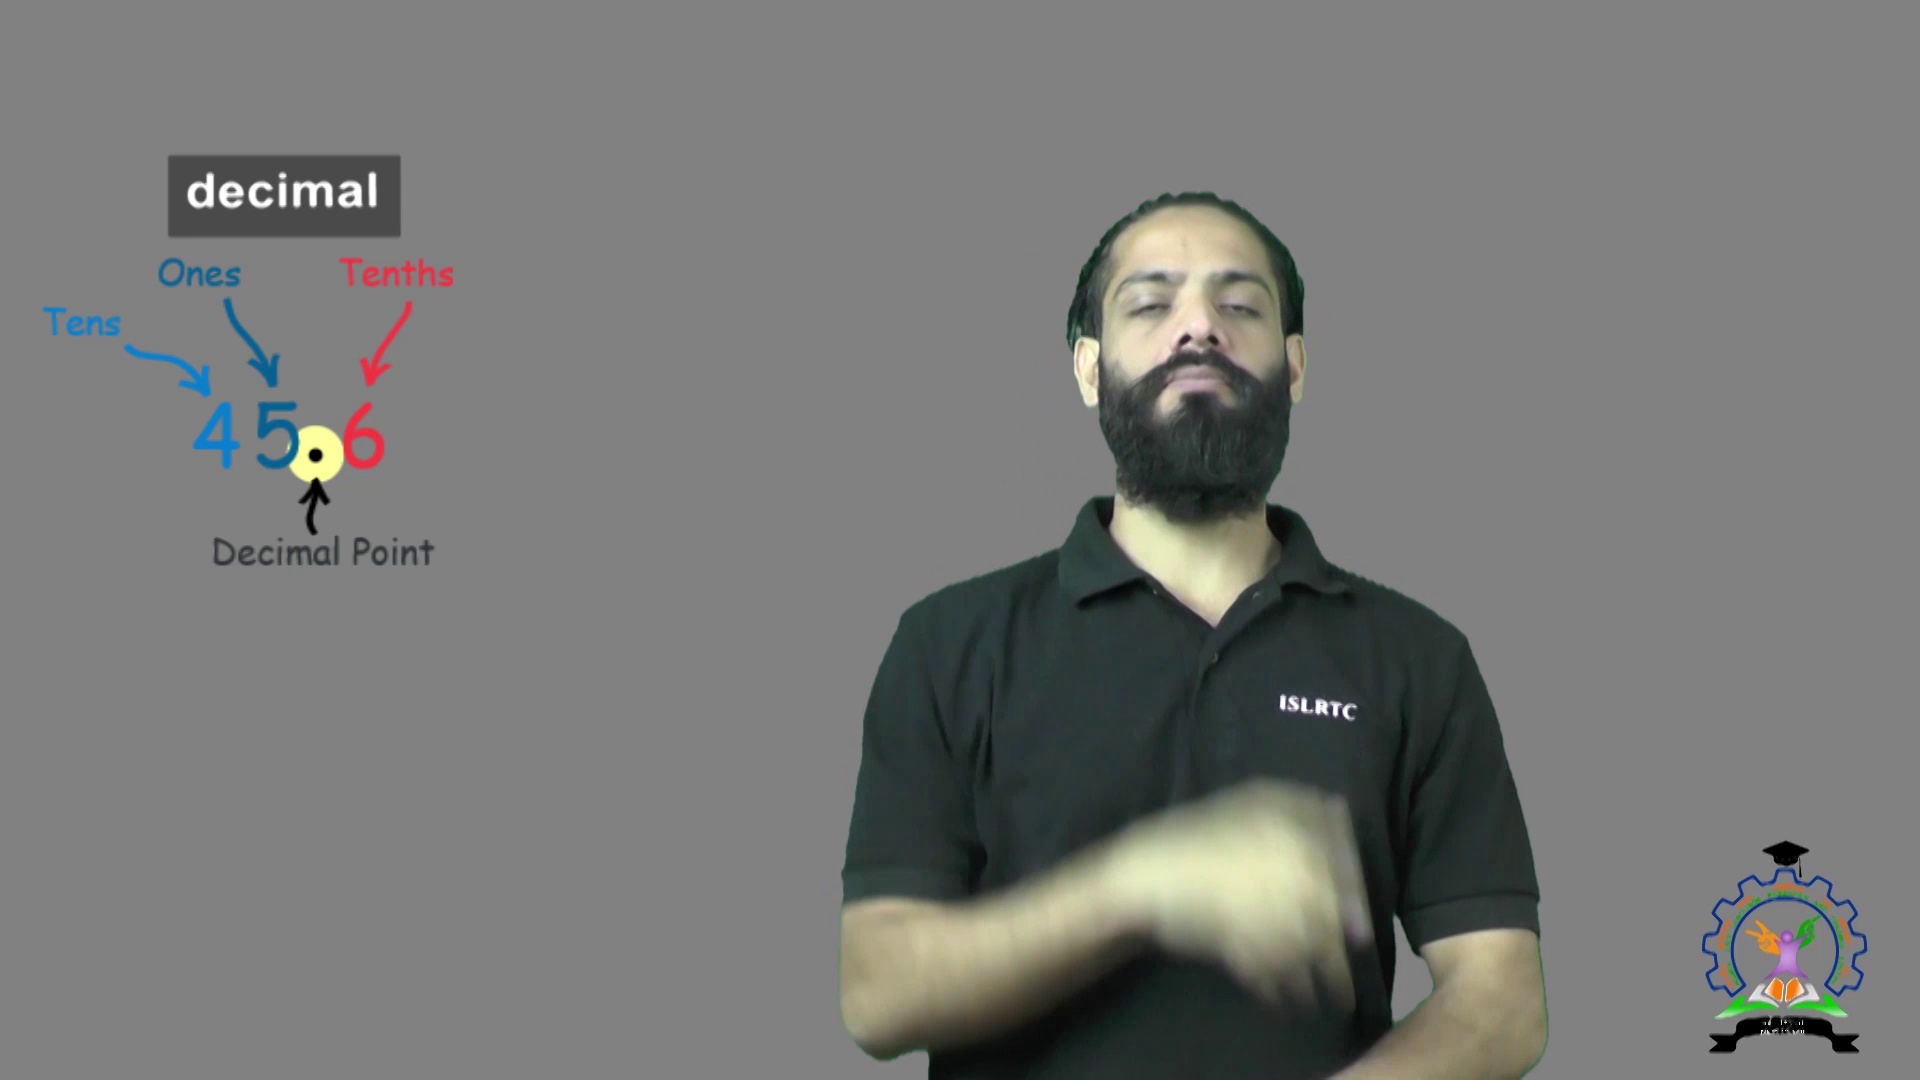 decimal
Ones
Tenths
Tens
45.6
Decimal Point
ISLRTC